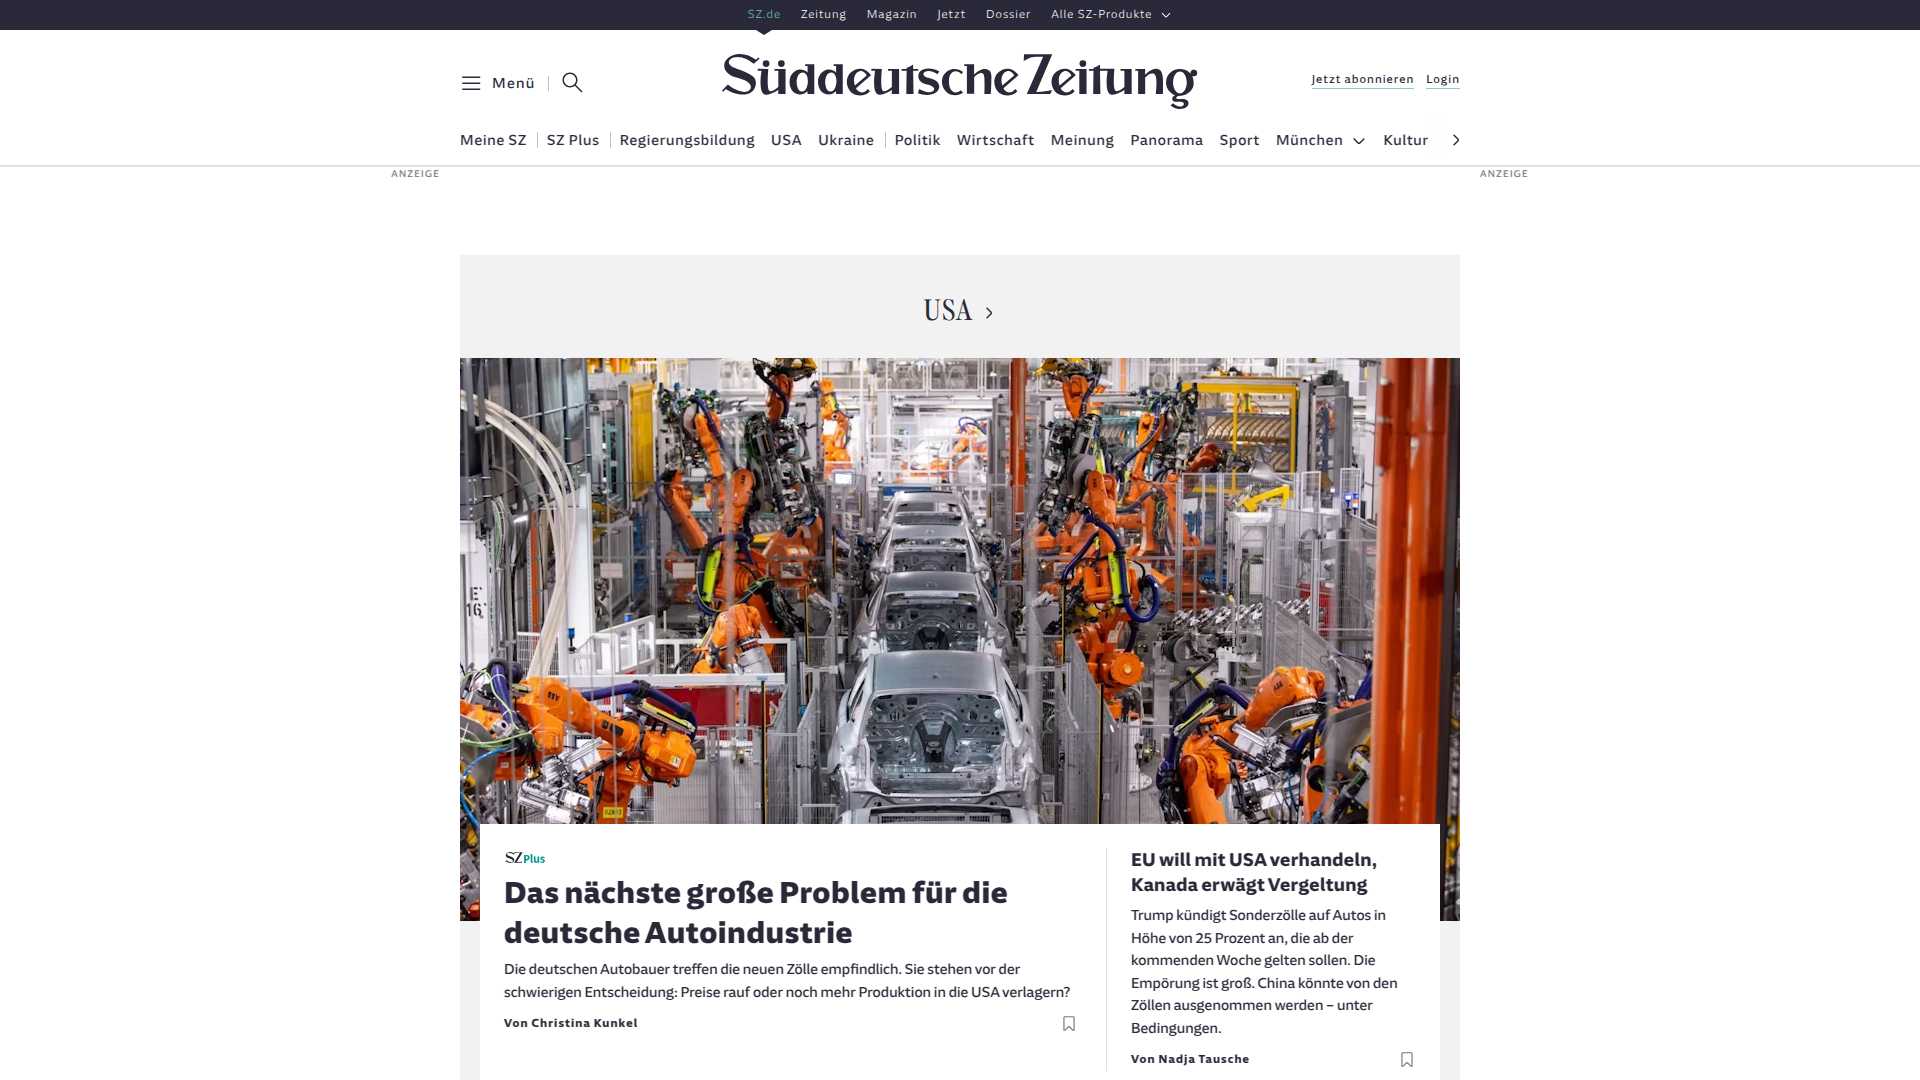 SZ.de Zeitung Magazin Jetzt Dossier Alle SZ-Produkte
Menü
Süddeutsche Zeitung
Jetzt abonnieren Login
Meine SZ SZ Plus Regierungsbildung USA Ukraine Politik Wirtschaft Meinung Panorama Sport München Kultur
ANZEIGE
ANZEIGE
USA
E
16
SZ Plus
Das nächste große Problem für die
deutsche Autoindustrie
Die deutschen Autobauer treffen die neuen Zölle empfindlich. Sie stehen vor der
schwierigen Entscheidung: Preise rauf oder noch mehr Produktion in die USA verlagern?
Von Christina Kunkel
EU will mit USA verhandeln,
Kanada erwägt Vergeltung
Trump kündigt Sonderzölle auf Autos in
Höhe von 25 Prozent an, die ab der
kommenden Woche gelten sollen. Die
Empörung ist groß. China könnte von den
Zöllen ausgenommen werden – unter
Bedingungen.
Von Nadja Tausche